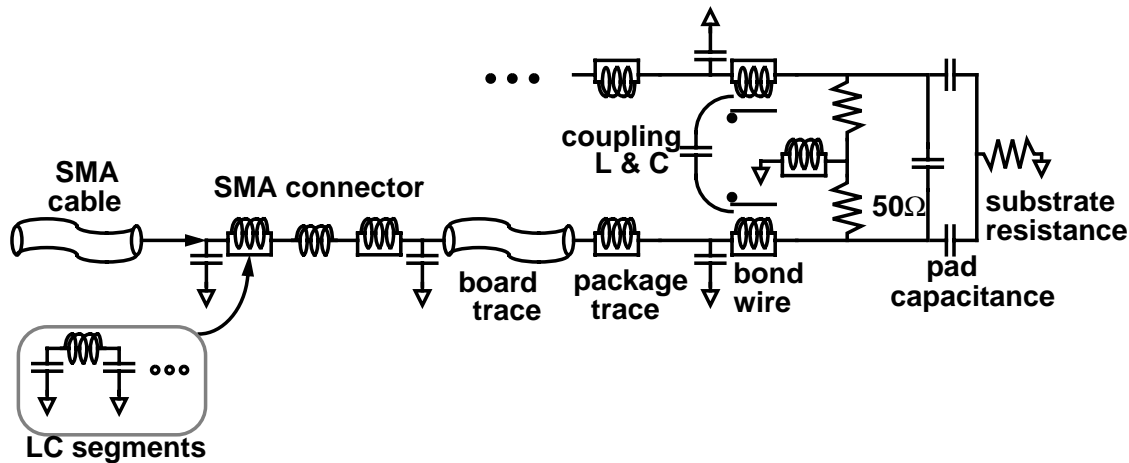 coupling
L & C
SMA
cable
SMA connector
50Ω
substrate
resistance
board
trace
package
trace
bond
wire
pad
capacitance
LC segments